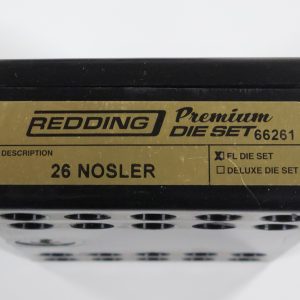 REDDING Premium
DIE SET 66261
DESCRIPTION
26 NOSLER
X FL DIE SET
DELUXE DIE SET